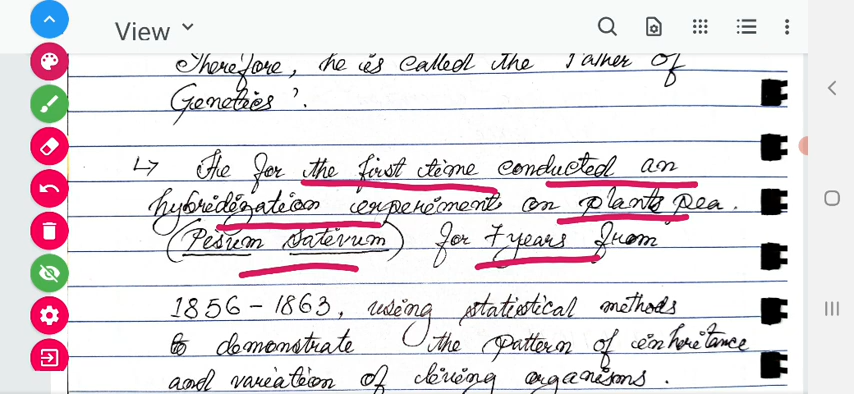 View
Therefore, he is called the Father of
Genetics'.
↳ He for the first time conducted an
hybridization experiment on plants pea.
(Pisum sativum) for 7 years from
1856-1863, using statistical methods
to demonstrate the pattern of inheritance
and variation of living organisms.